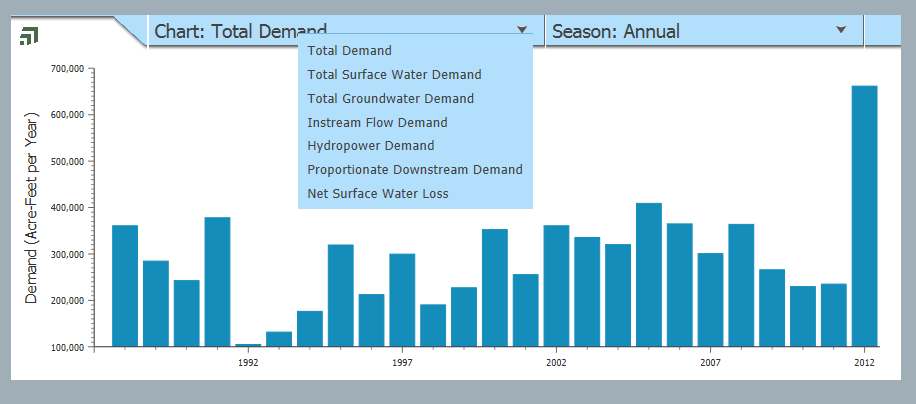 Chart: Total Demand
Season: Annual
Total Demand
Total Surface Water Demand
Total Groundwater Demand
Instream Flow Demand
Hydropower Demand
Proportionate Downstream Demand
Net Surface Water Loss
Demand (Acre-Feet per Year)
700,000
600,000
500,000
400,000
300,000
200,000
100,000
1992
1997
2002
2007
2012